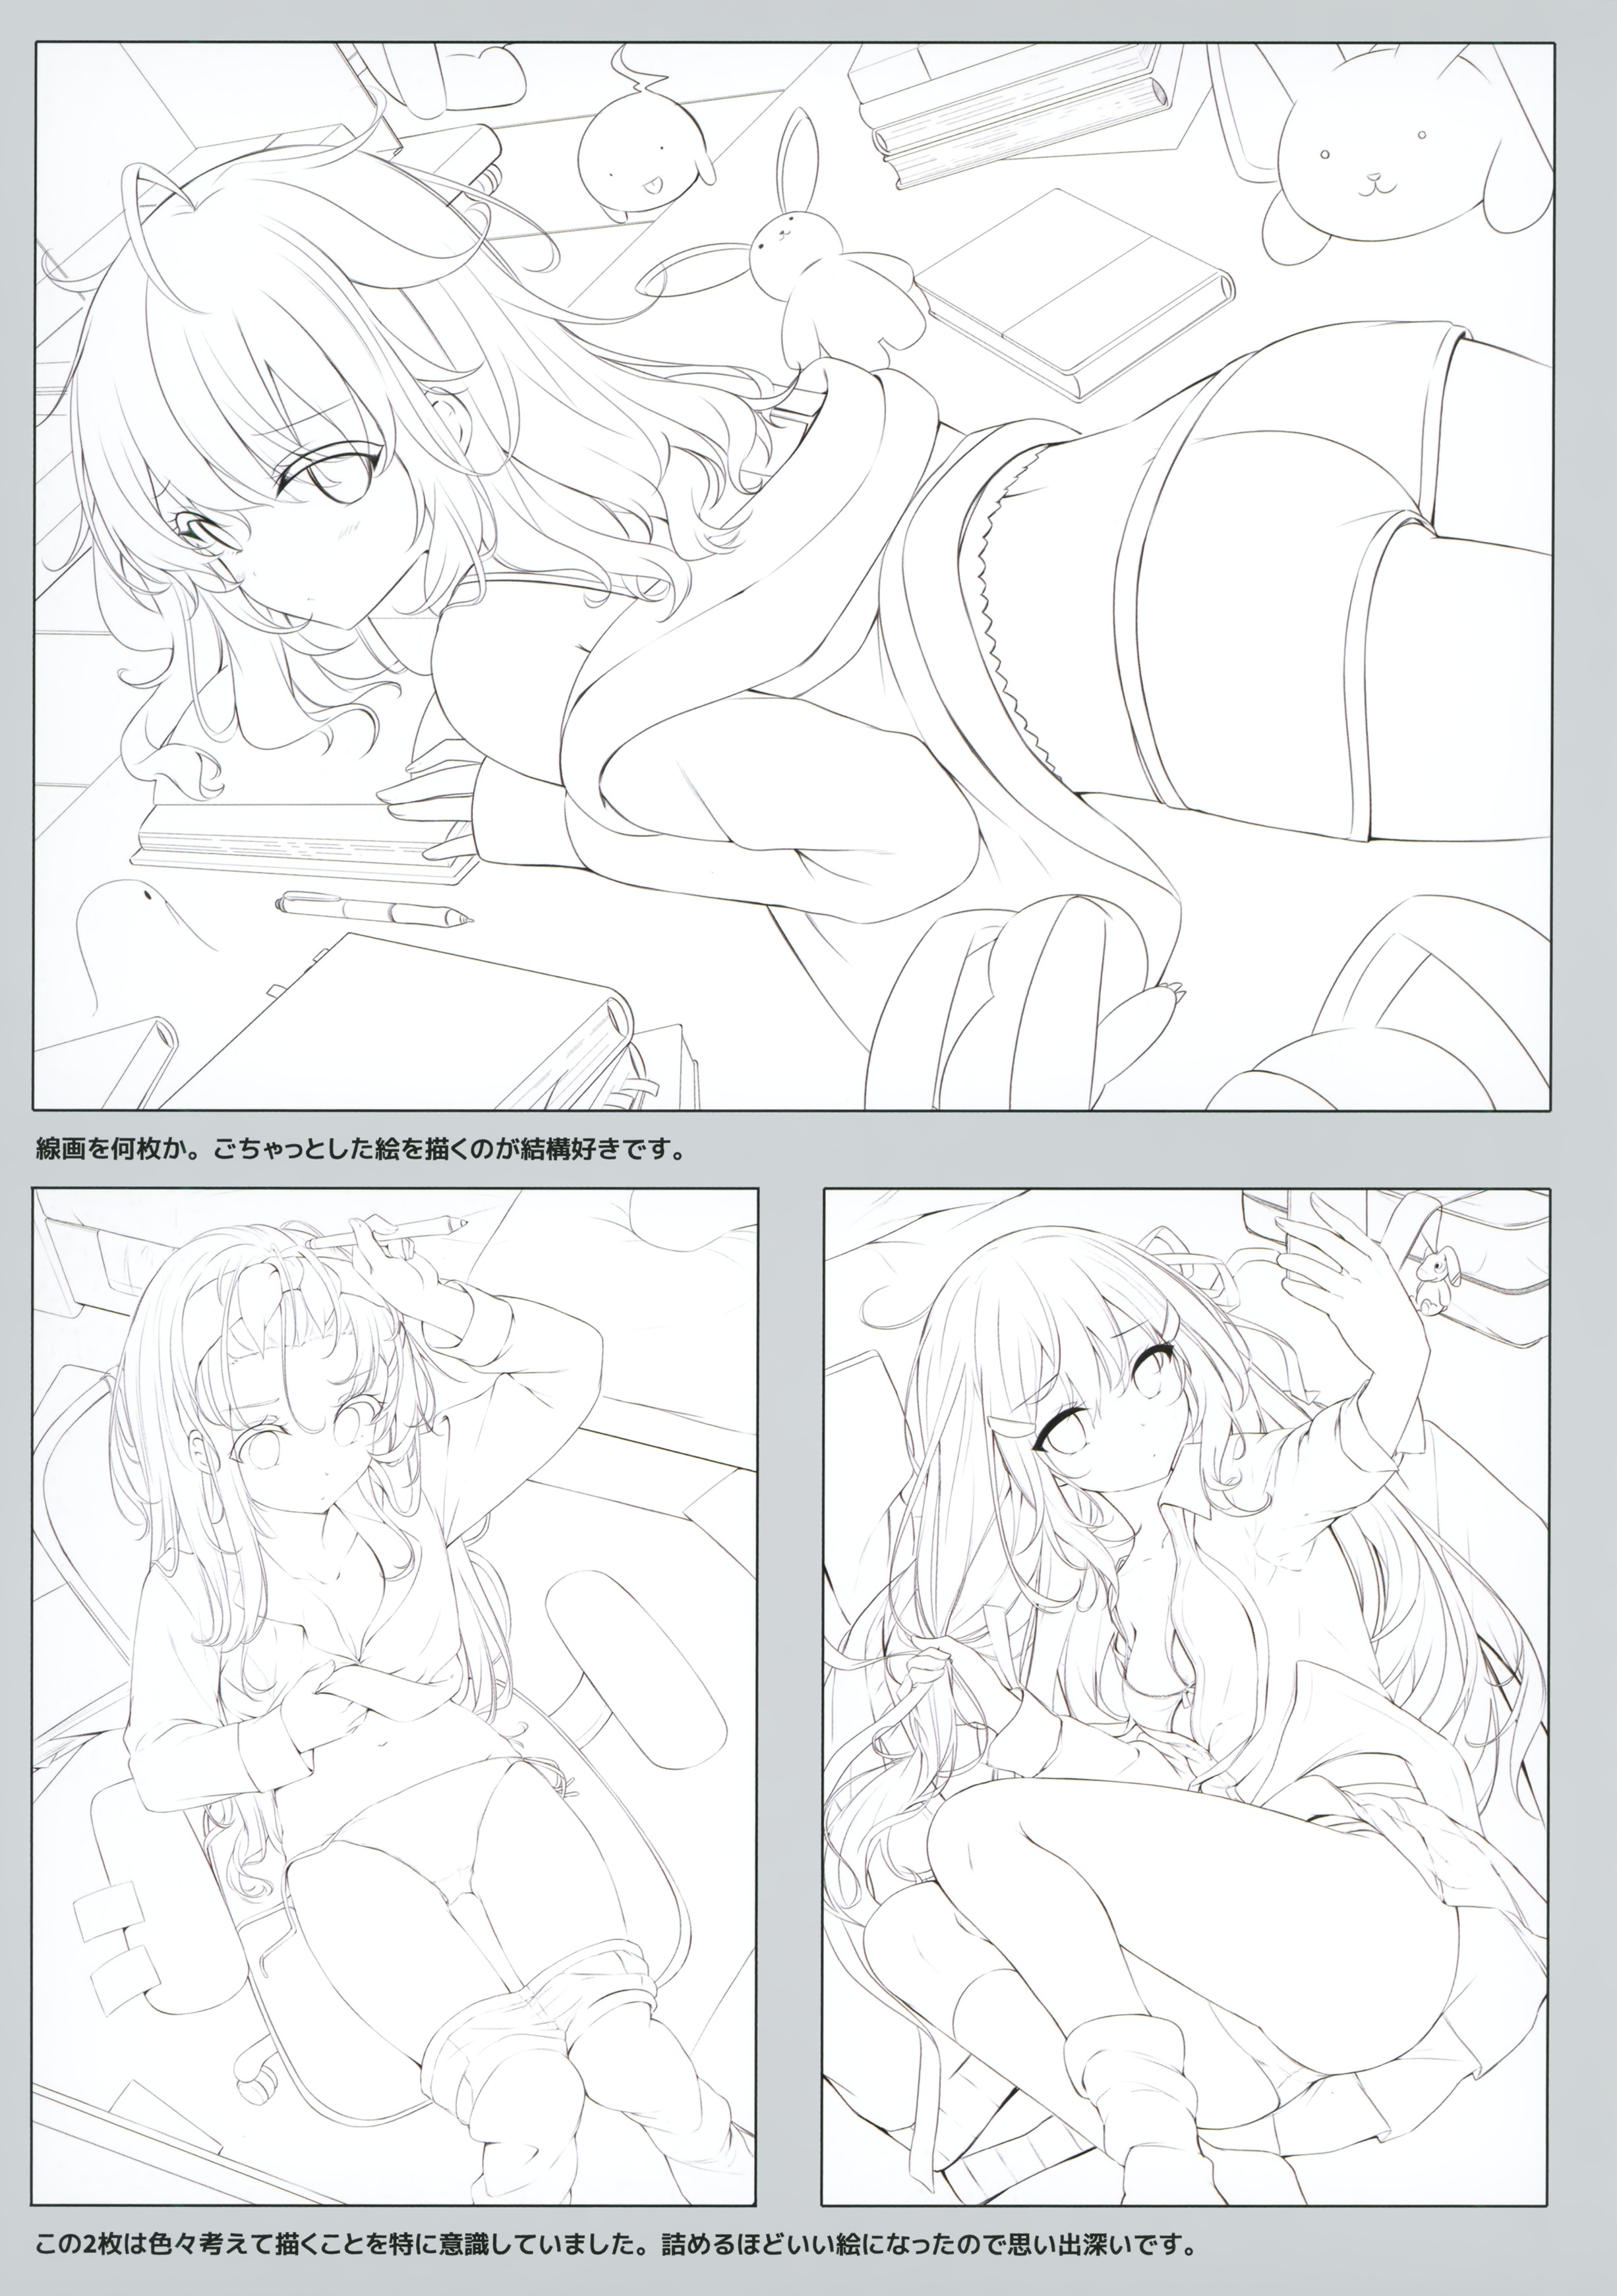 線画を何枚か。ごちゃっとした絵を描くのが結構好きです。
この2枚は色々考えて描くことを特に意識していました。詰めるほどいい絵になったので思い出深いです。